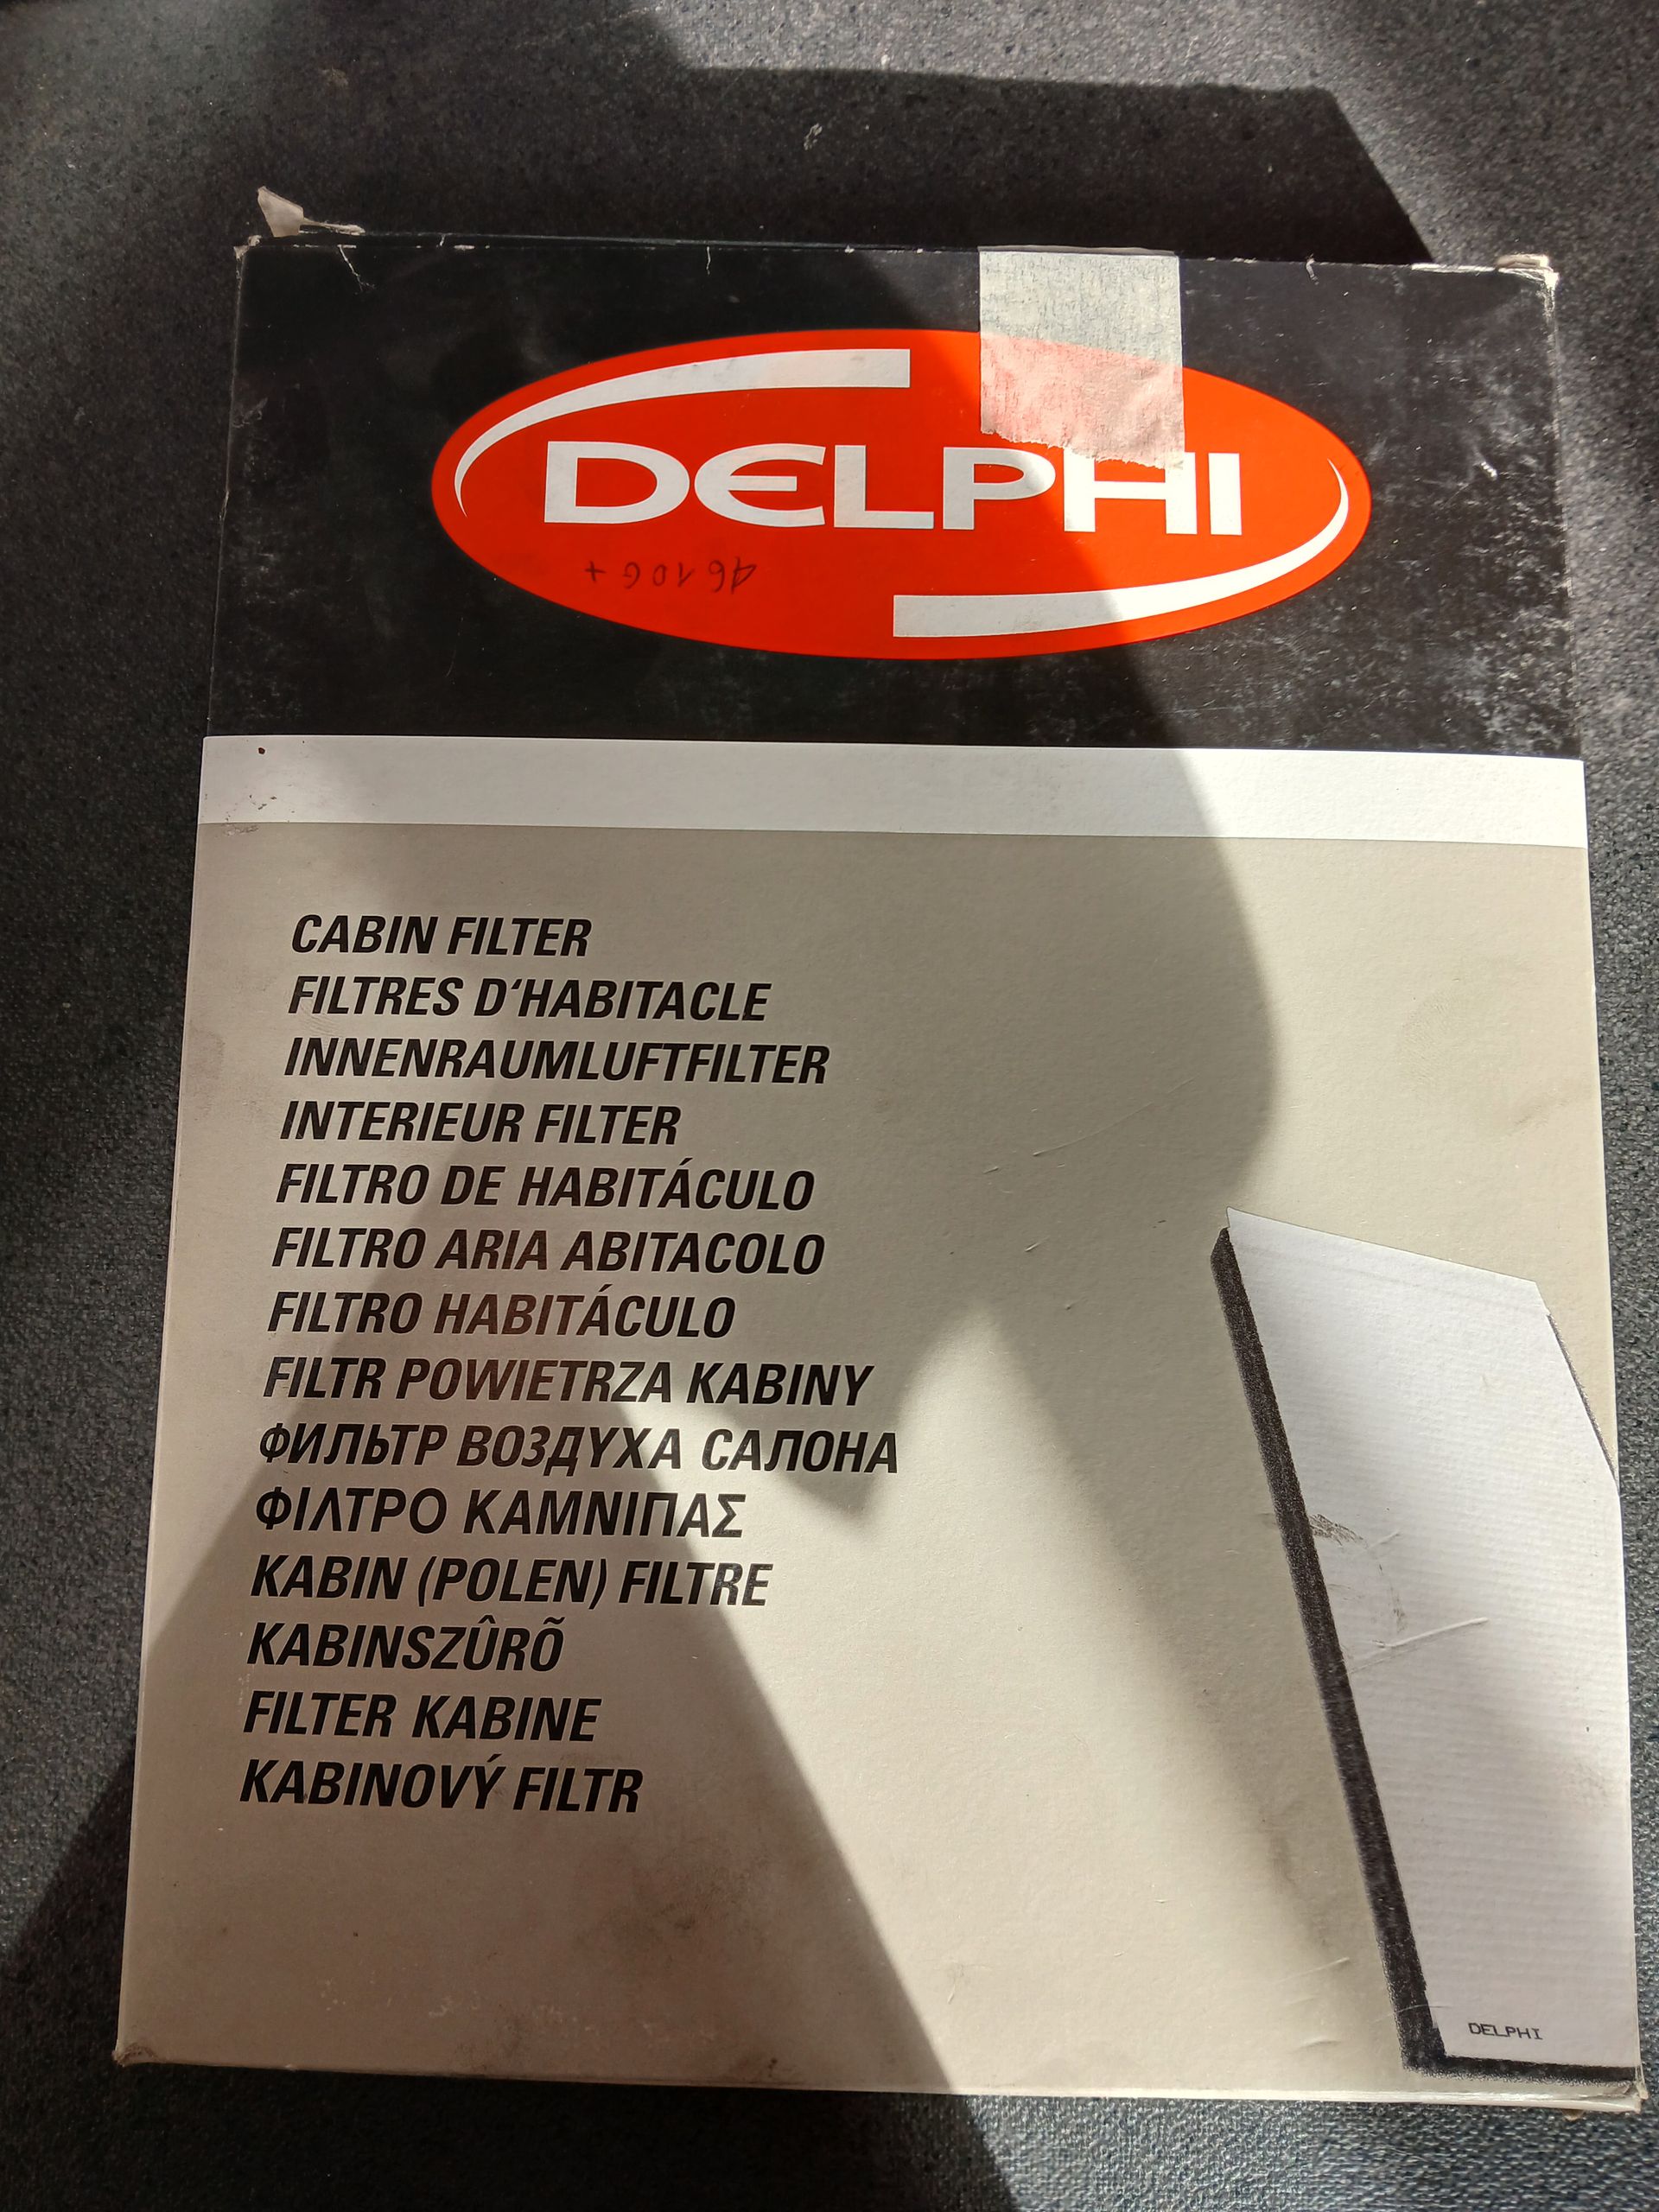 DELPHI
46106+
CABIN FILTER
FILTRES D‘HABITACLE
INNENRAUMLUFTFILTER
INTERIEUR FILTER
FILTRO DE HABITÁCULO
FILTRO ARIA ABITACOLO
FILTRO HABITÁCULO
FILTR POWIETRZA KABINY
ФИЛЬТР ВОЗДУХА САЛОНА
ΦΙΛΤΡΟ ΚΑΜΝΙΠΑΣ
KABIN (POLEN) FILTRE
KABINSZÛRÕ
FILTER KABINE
KABINOVÝ FILTR
DELPHI